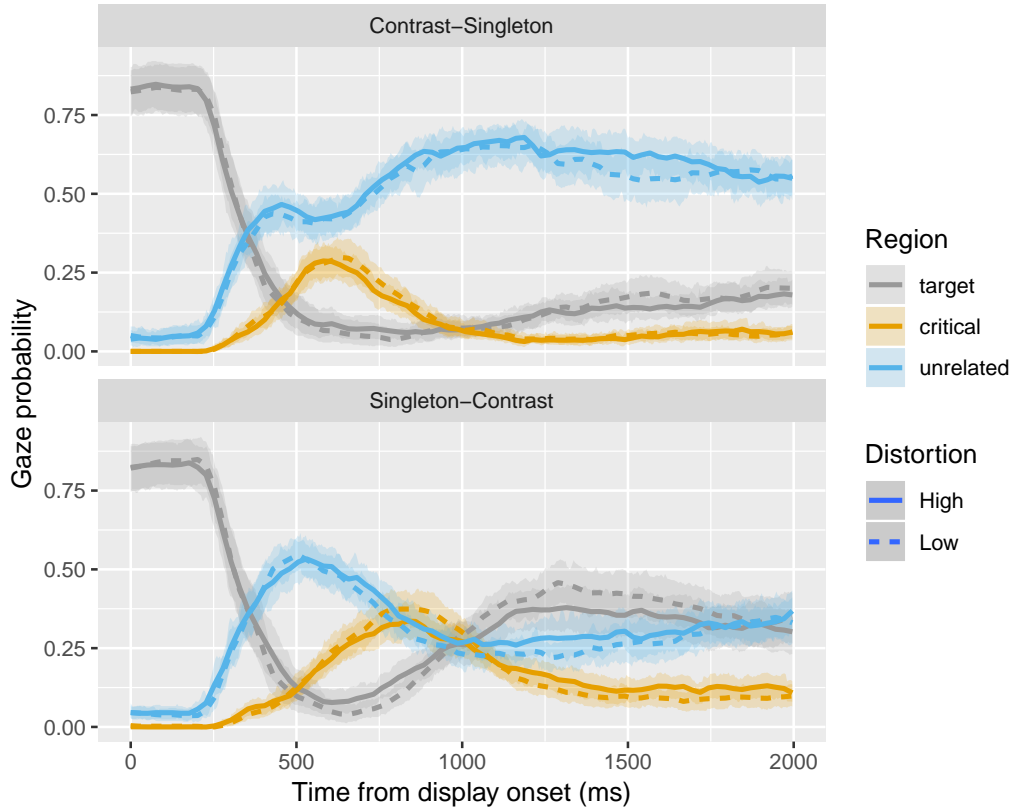 Contrast−Singleton
0.75
0.50
0.25
0.00
Singleton−Contrast
0.75
0.50
0.25
0.00
0 500 1000 1500 2000
Time from display onset (ms)
Gaze probability
Region
target
critical
unrelated
Distortion
High
Low